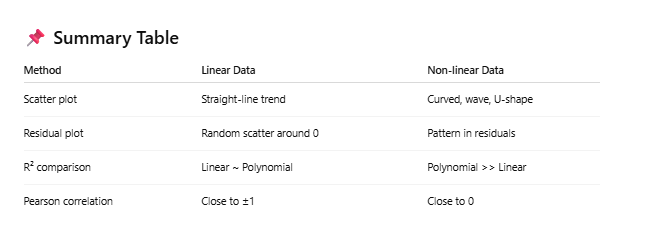 📌 Summary Table
Method Linear Data Non-linear Data
Scatter plot Straight-line trend Curved, wave, U-shape
Residual plot Random scatter around 0 Pattern in residuals
R² comparison Linear ~ Polynomial Polynomial >> Linear
Pearson correlation Close to ±1 Close to 0